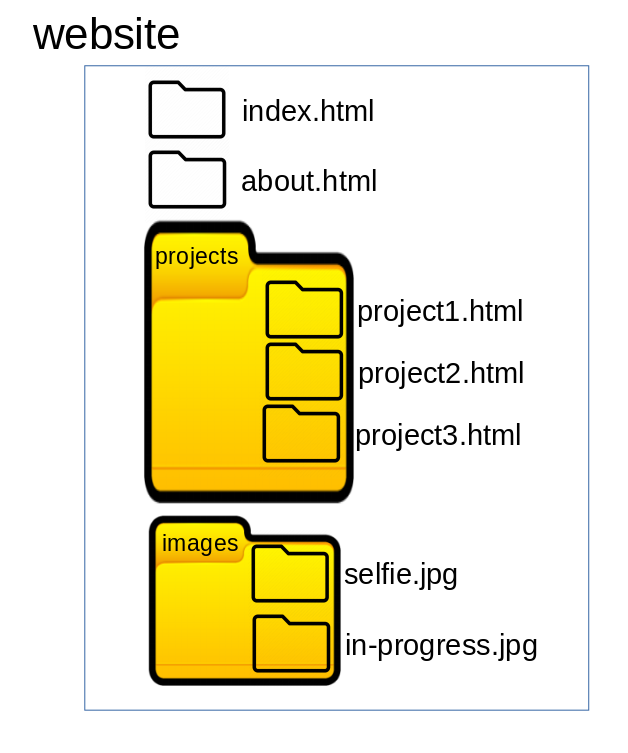 website
index.html
about.html
projects
project1.html
project2.html
project3.html
images
selfie.jpg
in-progress.jpg